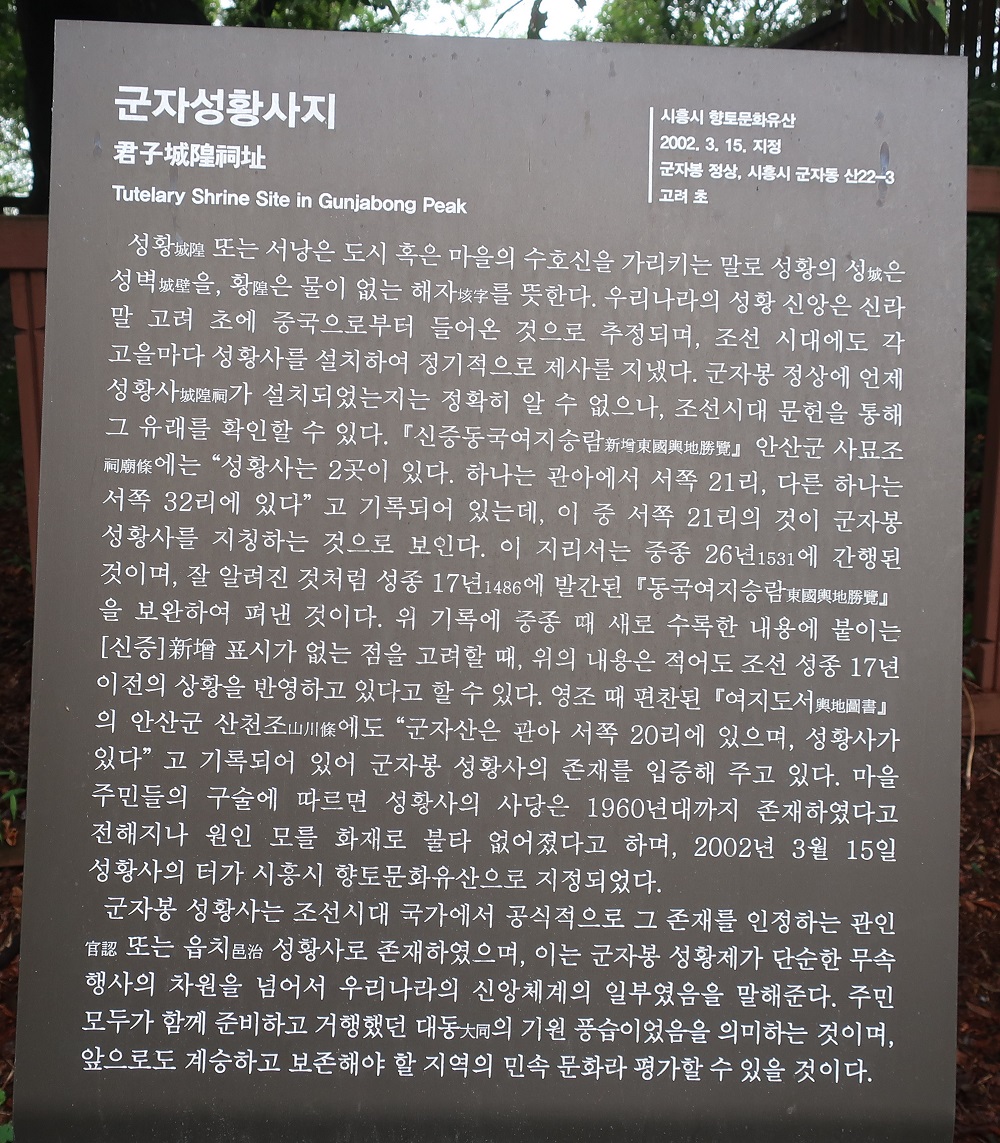 군자성황사지
君子城隍祠址
Tutelary Shrine Site in Gunjabong Peak
시흥시 향토문화유산
2002. 3. 15. 지정
군자봉 정상, 시흥시 군자동 산22-3
고려 초
성황城隍 또는 서낭은 도시 혹은 마을의 수호신을 가리키는 말로 성황의 성城은
성벽城壁을, 황隍은 물이 없는 해자垓字를 뜻한다. 우리나라의 성황 신앙은 신라
말 고려 초에 중국으로부터 들어온 것으로 추정되며, 조선 시대에도 각
고을마다 성황사를 설치하여 정기적으로 제사를 지냈다. 군자봉 정상에 언제
성황사城隍祠가 설치되었는지는 정확히 알 수 없으나, 조선시대 문헌을 통해
그 유래를 확인할 수 있다. 『신증동국여지승람新增東國輿地勝覽』 안산군 사묘조
祠廟條에는 “성황사는 2곳이 있다. 하나는 관아에서 서쪽 21리, 다른 하나는
서쪽 32리에 있다” 고 기록되어 있는데, 이 중 서쪽 21리의 것이 군자봉
성황사를 지칭하는 것으로 보인다. 이 지리서는 중종 26년1531에 간행된
것이며, 잘 알려진 것처럼 성종 17년1486에 발간된 『동국여지승람東國輿地勝覽』
을 보완하여 펴낸 것이다. 위 기록에 중종 때 새로 수록한 내용에 붙이는
[신증]新增 표시가 없는 점을 고려할 때, 위의 내용은 적어도 조선 성종 17년
이전의 상황을 반영하고 있다고 할 수 있다. 영조 때 편찬된 『여지도서輿地圖書』
의 안산군 산천조山川條에도 “군자산은 관아 서쪽 20리에 있으며, 성황사가
있다” 고 기록되어 있어 군자봉 성황사의 존재를 입증해 주고 있다. 마을
주민들의 구술에 따르면 성황사의 사당은 1960년대까지 존재하였다고
전해지나 원인 모를 화재로 불타 없어졌다고 하며, 2002년 3월 15일
성황사의 터가 시흥시 향토문화유산으로 지정되었다.
군자봉 성황사는 조선시대 국가에서 공식적으로 그 존재를 인정하는 관인
官認 또는 읍치邑治 성황사로 존재하였으며, 이는 군자봉 성황제가 단순한 무속
행사의 차원을 넘어서 우리나라의 신앙체계의 일부였음을 말해준다. 주민
모두가 함께 준비하고 거행했던 대동大同의 기원 풍습이었음을 의미하는 것이며,
앞으로도 계승하고 보존해야 할 지역의 민속 문화라 평가할 수 있을 것이다.